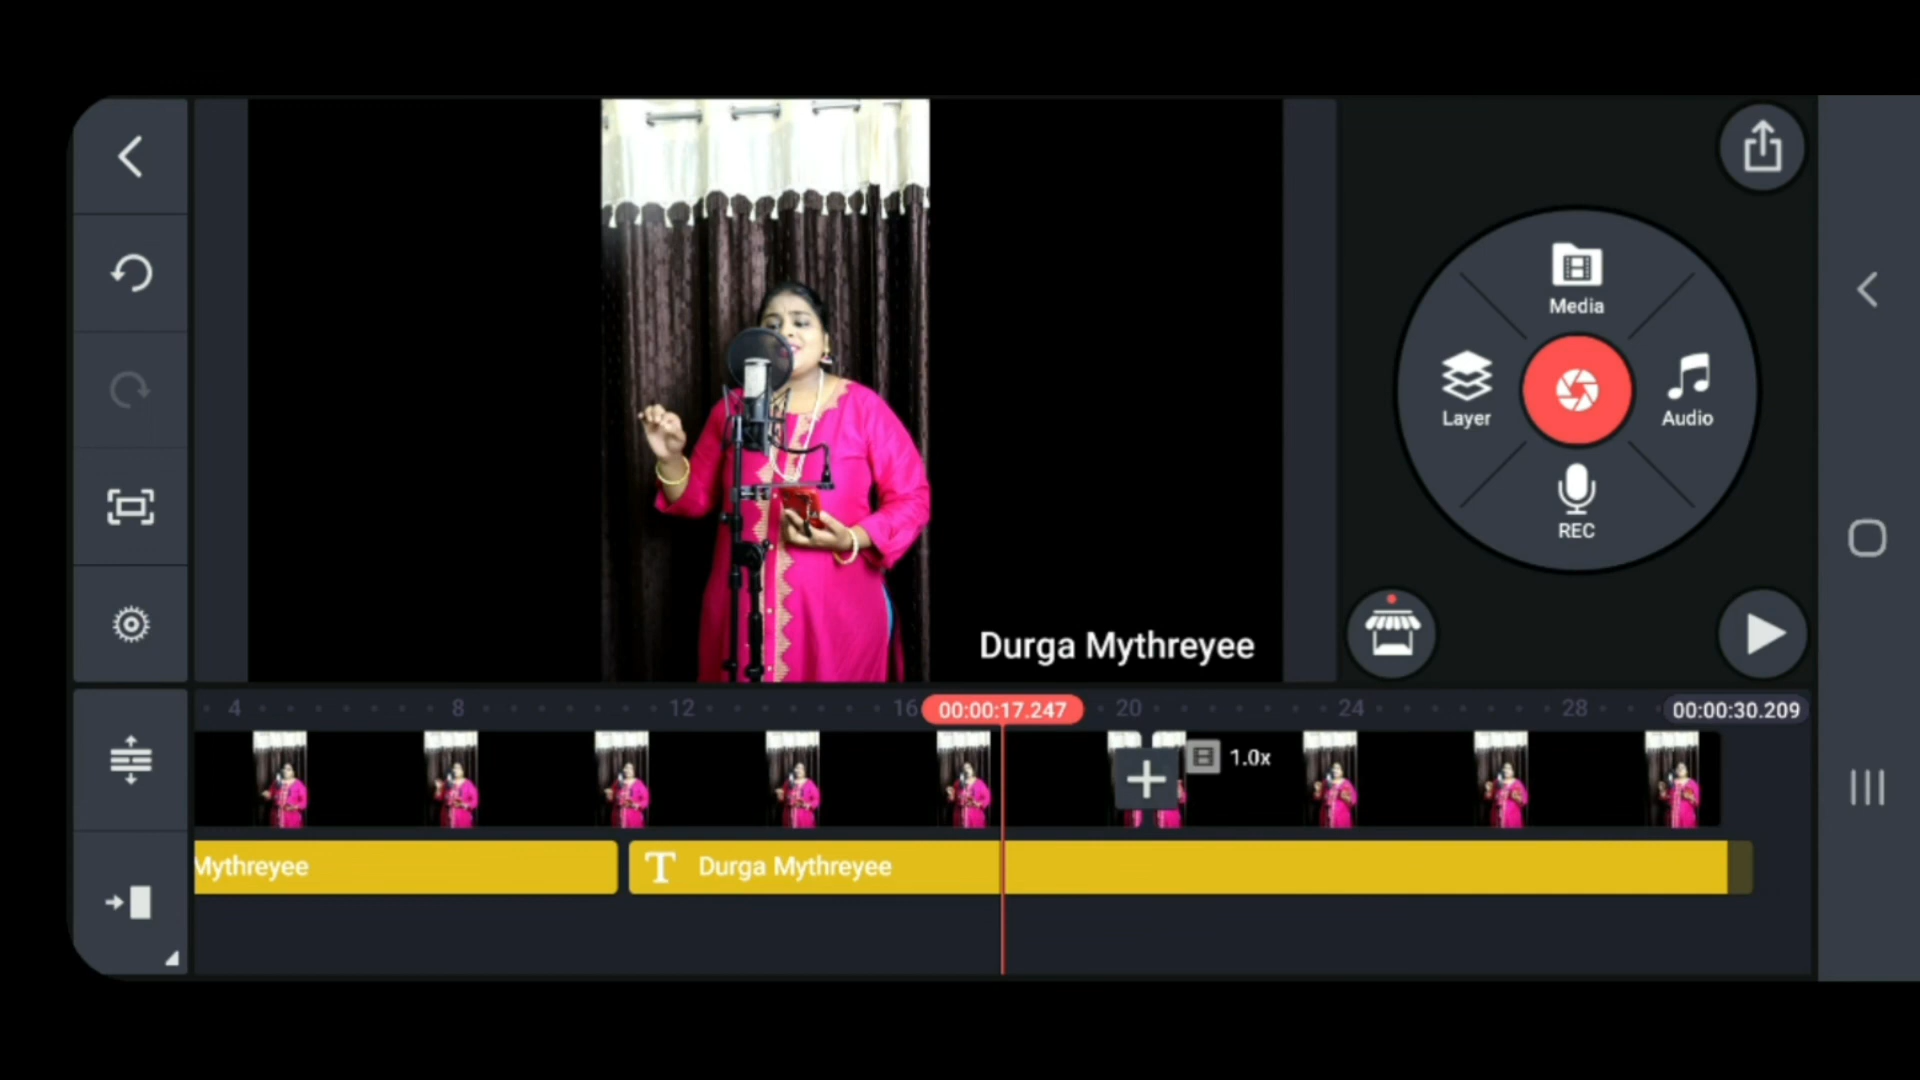 Media
Layer
Audio
REC
Durga Mythreyee
4 8 12 16 00:00:17.247 20 24 28 00:00:30.209
1.0x
Mythreyee
T Durga Mythreyee